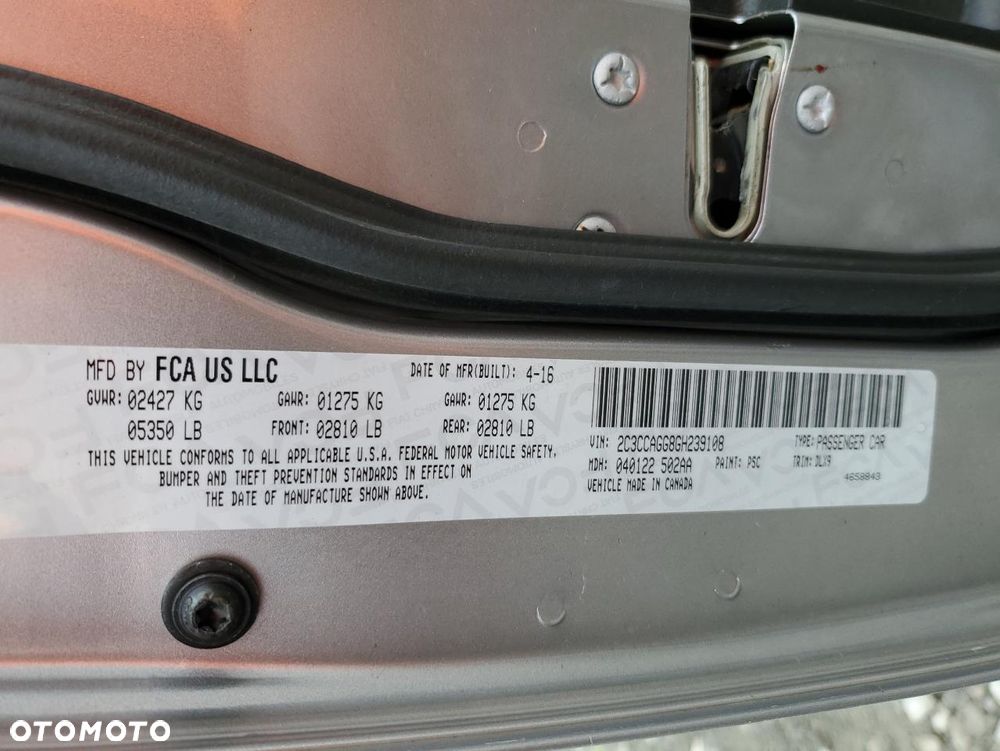 MFD BY FCA US LLC DATE OF MFR(BUILT): 4-16
GVWR: 02427 KG GAWR: 01275 KG GAWR: 01275 KG
05350 LB FRONT: 02810 LB REAR: 02810 LB
THIS VEHICLE CONFORMS TO ALL APPLICABLE U.S.A. FEDERAL MOTOR VEHICLE SAFETY,
BUMPER AND THEFT PREVENTION STANDARDS IN EFFECT ON
THE DATE OF MANUFACTURE SHOWN ABOVE.
VIN: 2C3CCAGG8GH239108 TYPE: PASSENGER CAR
MDH: 040122 502AA PAINT: PSC TRIM: DLX9
VEHICLE MADE IN CANADA 4658843
OTOMOTO